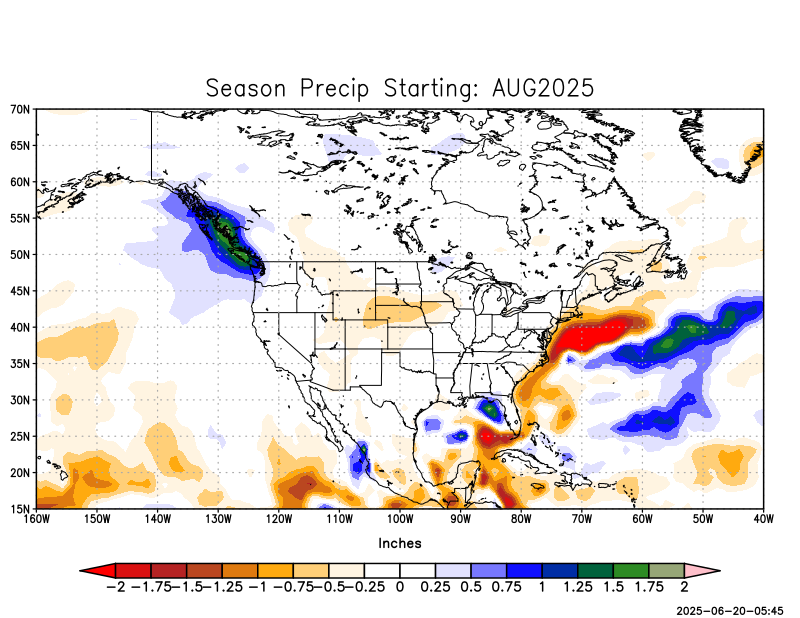 Season Precip Starting: AUG2025
70N
65N
60N
55N
50N
45N
40N
35N
30N
25N
20N
15N
160W 150W 140W 130W 120W 110W 100W 90W 80W 70W 60W 50W 40W
Inches
−2 −1.75 −1.5 −1.25 −1 −0.75 −0.5 −0.25 0 0.25 0.5 0.75 1 1.25 1.5 1.75 2
2025-06-20-05:45